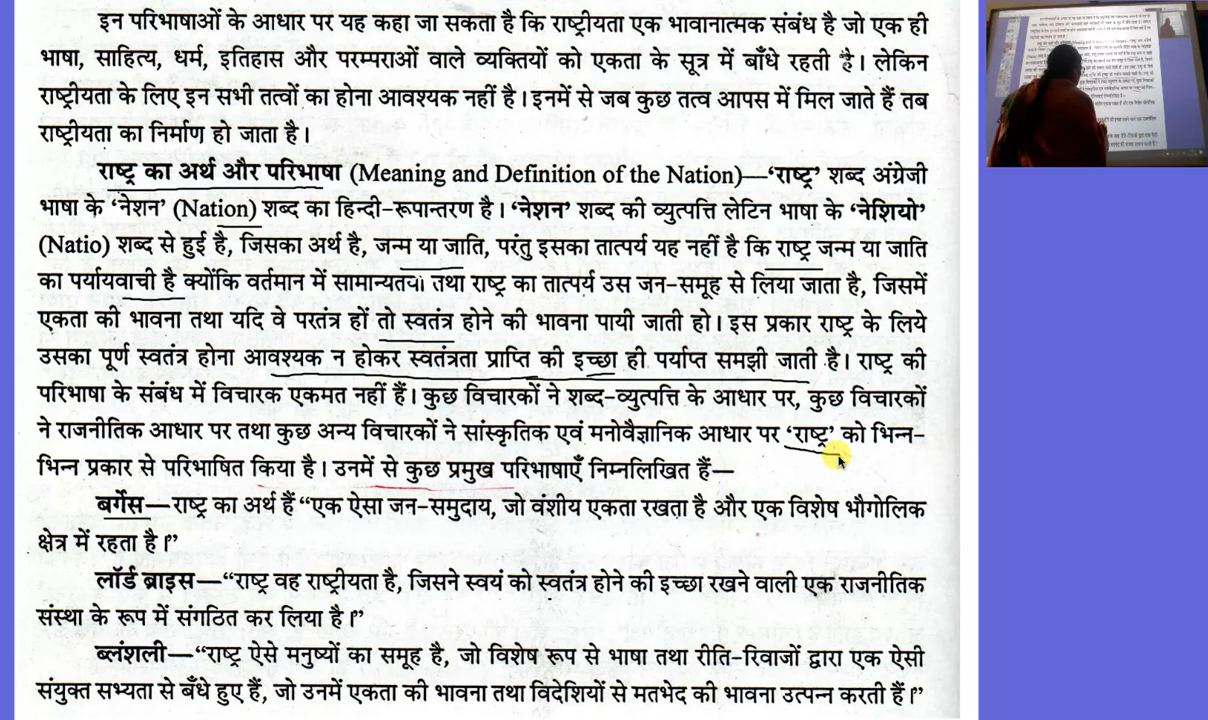 इन परिभाषाओं के आधार पर यह कहा जा सकता है कि राष्ट्रीयता एक भावानात्मक संबंध है जो एक ही
भाषा, साहित्य, धर्म, इतिहास और परम्पराओं वाले व्यक्तियों को एकता के सूत्र में बाँधे रहती है। लेकिन
राष्ट्रीयता के लिए इन सभी तत्वों का होना आवश्यक नहीं है। इनमें से जब कुछ तत्व आपस में मिल जाते हैं तब
राष्ट्रीयता का निर्माण हो जाता है।
राष्ट्र का अर्थ और परिभाषा (Meaning and Definition of the Nation)—‘राष्ट्र’ शब्द अंग्रेजी
भाषा के ‘नेशन’ (Nation) शब्द का हिन्दी-रूपान्तरण है। ‘नेशन’ शब्द की व्युत्पत्ति लेटिन भाषा के ‘नेशियो’
(Natio) शब्द से हुई है, जिसका अर्थ है, जन्म या जाति, परंतु इसका तात्पर्य यह नहीं है कि राष्ट्र जन्म या जाति
का पर्यायवाची है क्योंकि वर्तमान में सामान्यतया तथा राष्ट्र का तात्पर्य उस जन-समूह से लिया जाता है, जिसमें
एकता की भावना तथा यदि वे परतंत्र हों तो स्वतंत्र होने की भावना पायी जाती हो। इस प्रकार राष्ट्र के लिये
उसका पूर्ण स्वतंत्र होना आवश्यक न होकर स्वतंत्रता प्राप्ति की इच्छा ही पर्याप्त समझी जाती है। राष्ट्र की
परिभाषा के संबंध में विचारक एकमत नहीं हैं। कुछ विचारकों ने शब्द-व्युत्पत्ति के आधार पर, कुछ विचारकों
ने राजनीतिक आधार पर तथा कुछ अन्य विचारकों ने सांस्कृतिक एवं मनोवैज्ञानिक आधार पर ‘राष्ट्र’ को भिन्न-
भिन्न प्रकार से परिभाषित किया है। उनमें से कुछ प्रमुख परिभाषाएँ निम्नलिखित हैं—
बर्गेस—राष्ट्र का अर्थ हैं “एक ऐसा जन-समुदाय, जो वंशीय एकता रखता है और एक विशेष भौगोलिक
क्षेत्र में रहता है।”
लॉर्ड ब्राइस—“राष्ट्र वह राष्ट्रीयता है, जिसने स्वयं को स्वतंत्र होने की इच्छा रखने वाली एक राजनीतिक
संस्था के रूप में संगठित कर लिया है।”
ब्लंशली—“राष्ट्र ऐसे मनुष्यों का समूह है, जो विशेष रूप से भाषा तथा रीति-रिवाजों द्वारा एक ऐसी
संयुक्त सभ्यता से बँधे हुए हैं, जो उनमें एकता की भावना तथा विदेशियों से मतभेद की भावना उत्पन्न करती हैं।”